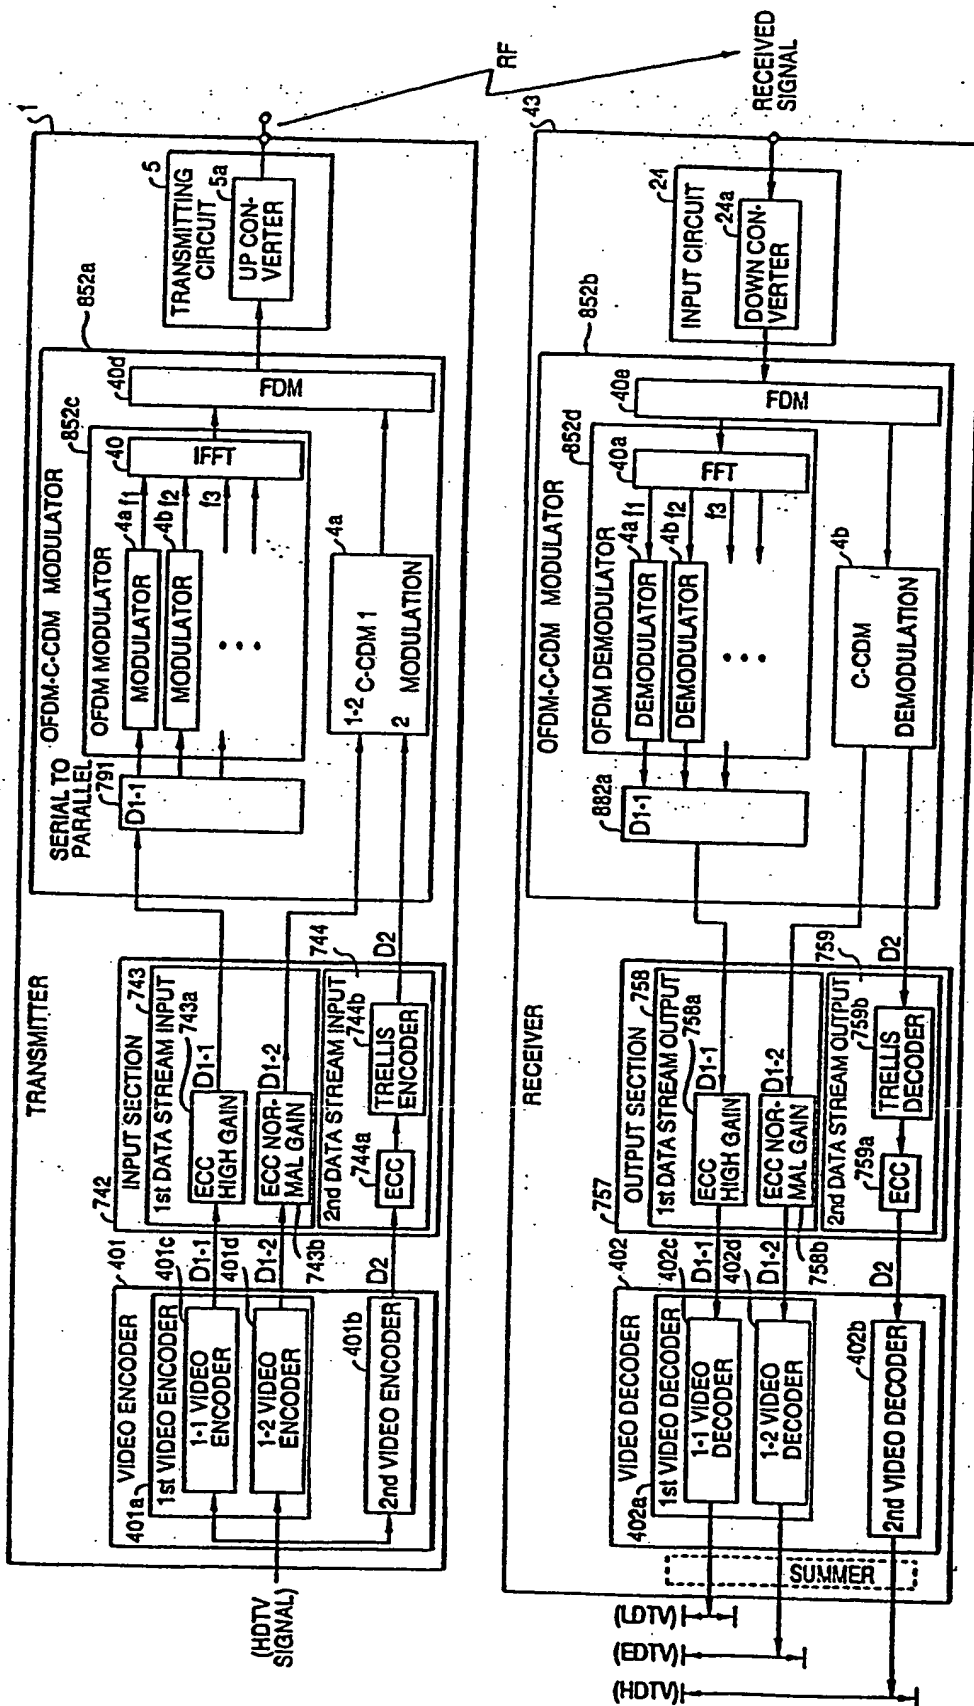 TRANSMITTER
1
(HDTV
SIGNAL)
401
VIDEO ENCODER
401a
1st VIDEO ENCODER
401c
1-1 VIDEO
ENCODER
D1-1
401d
1-2 VIDEO
ENCODER
D1-2
401b
2nd VIDEO ENCODER
D2
742
INPUT SECTION
743
1st DATA STREAM INPUT
743a
ECC
HIGH GAIN
D1-1
ECC NOR-
MAL GAIN
D1-2
743b
744
2nd DATA STREAM INPUT
744a
ECC
744b
TRELLIS
ENCODER
D2
852a
OFDM·C-CDM MODULATOR
SERIAL TO
PARALLEL
791
D1-1
852c
OFDM MODULATOR
4a
MODULATOR
f1
4b
MODULATOR
f2
f3
40
IFFT
40d
FDM
4a
1-2
C-CDM 1
2
MODULATION
5
TRANSMITTING
CIRCUIT
5a
UP CON-
VERTER
RF
RECEIVER
43
RECEIVED
SIGNAL
24
INPUT CIRCUIT
24a
DOWN CON-
VERTER
852b
OFDM·C-CDM MODULATOR
40e
FDM
852d
OFDM DEMODULATOR
40a
FFT
4a
DEMODULATOR
f1
4b
DEMODULATOR
f2
f3
882a
D1-1
4b
C-CDM
DEMODULATION
757
OUTPUT SECTION
758
1st DATA STREAM OUTPUT
758a
ECC
HIGH GAIN
D1-1
ECC NOR-
MAL GAIN
D1-2
758b
759
2nd DATA STREAM OUTPUT
759a
ECC
759b
TRELLIS
DECODER
D2
402
VIDEO DECODER
402a
1st VIDEO DECODER
402c
1-1 VIDEO
DECODER
D1-1
402d
1-2 VIDEO
DECODER
D1-2
402b
2nd VIDEO DECODER
D2
SUMMER
(LDTV)
(EDTV)
(HDTV)